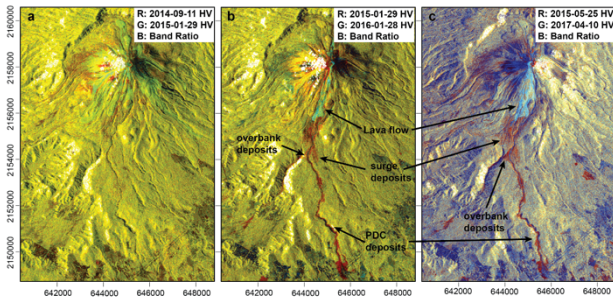 a
R: 2014-09-11 HV
G: 2015-01-29 HV
B: Band Ratio
b
R: 2015-01-29 HV
G: 2016-01-28 HV
B: Band Ratio
c
R: 2015-05-25 HV
G: 2017-04-10 HV
B: Band Ratio
2160000
2158000
2156000
2154000
2152000
2150000
Lava flow
overbank
deposits
surge
deposits
overbank
deposits
PDC
deposits
642000 644000 646000 648000
642000 644000 646000 648000
642000 644000 646000 648000